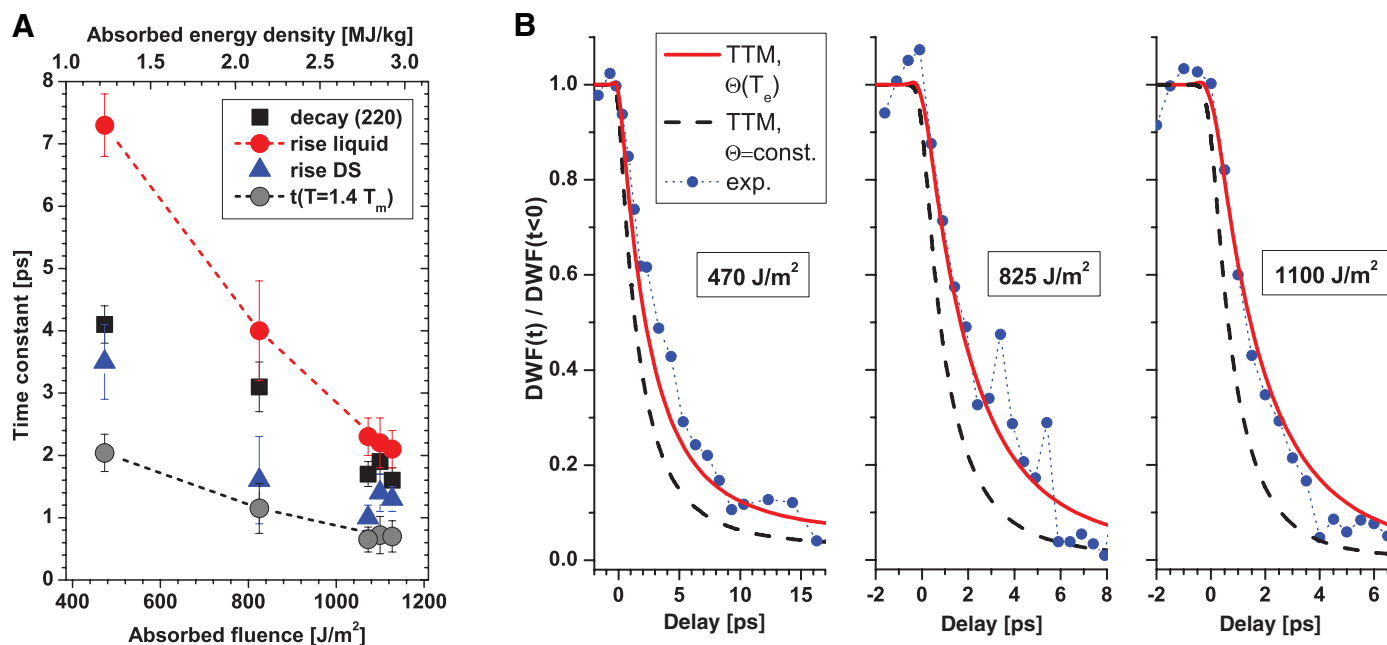 A
Absorbed energy density [MJ/kg]
1.0 1.5 2.0 2.5 3.0
decay (220)
rise liquid
rise DS
t(T=1.4 Tm)
Time constant [ps]
7
6
5
4
3
2
1
0
400 600 800 1000 1200
Absorbed fluence [J/m²]
B
TTM,
Θ(Te)
TTM,
Θ=const.
exp.
DWF(t) / DWF(t<0)
1.0
0.8
0.6
0.4
0.2
0.0
470 J/m²
825 J/m²
1100 J/m²
0 5 10 15
Delay [ps]
-2 0 2 4 6 8
Delay [ps]
-2 0 2 4 6
Delay [ps]